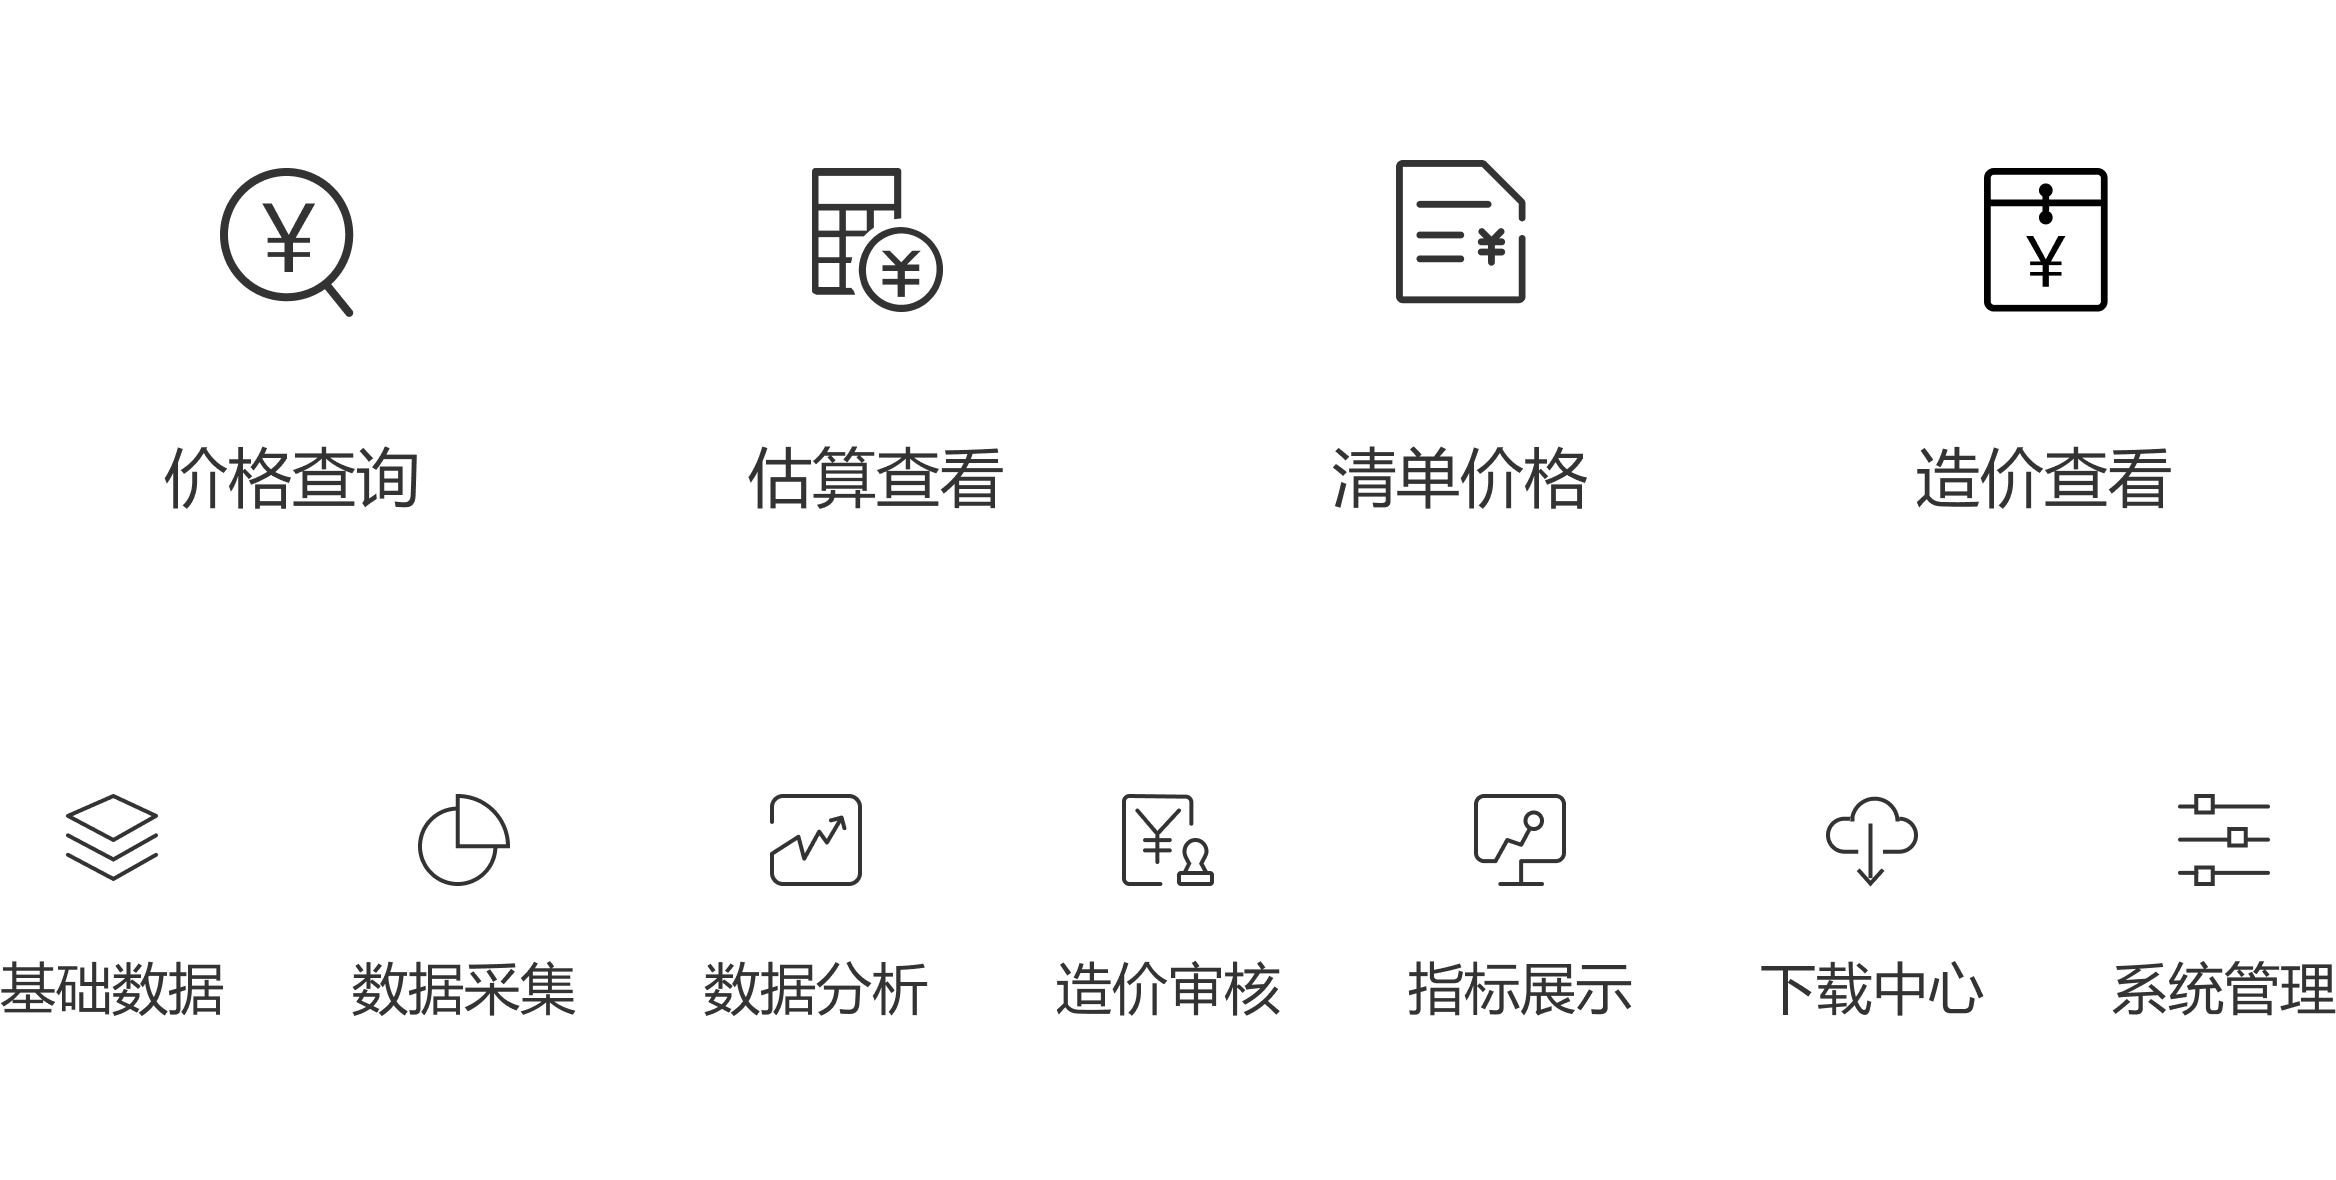 价格查询 估算查看 清单价格 造价查看
基础数据 数据采集 数据分析 造价审核 指标展示 下载中心 系统管理